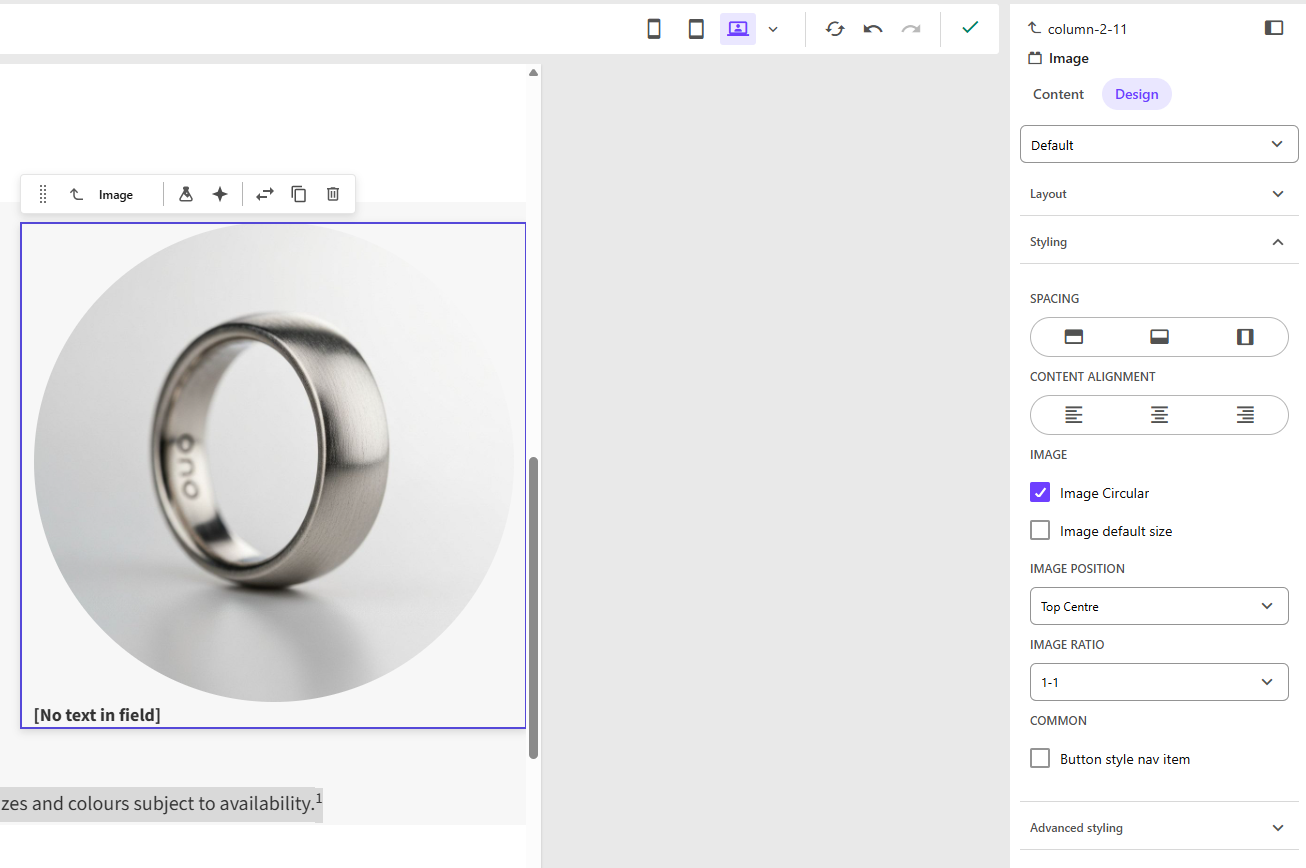 column-2-11
Image
Content
Design
Default
Layout
Styling
SPACING
CONTENT ALIGNMENT
IMAGE
Image Circular
Image default size
IMAGE POSITION
Top Centre
IMAGE RATIO
1-1
COMMON
Button style nav item
Advanced styling
Image
ono
[No text in field]
zes and colours subject to availability.1